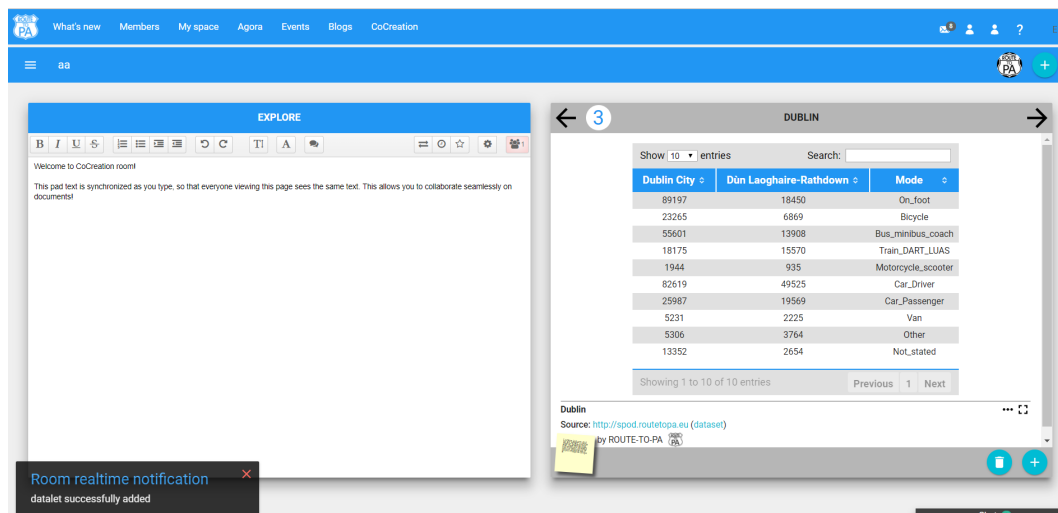 ROUTE
PA
What's new Members My space Agora Events Blogs CoCreation
8
?
aa
ROUTE
PA
+
EXPLORE
B I U S
T! A
1
Welcome to CoCreation room!
This pad text is synchronized as you type, so that everyone viewing this page sees the same text. This allows you to collaborate seamlessly on
documents!
3
DUBLIN
Show 10 entries Search:
Dublin City Dùn Laoghaire-Rathdown Mode
89197 18450 On_foot
23265 6869 Bicycle
55601 13908 Bus_minibus_coach
18175 15570 Train_DART_LUAS
1944 935 Motorcycle_scooter
82619 49525 Car_Driver
25987 19569 Car_Passenger
5231 2225 Van
5306 3764 Other
13352 2654 Not_stated
Showing 1 to 10 of 10 entries Previous 1 Next
Dublin
Source: http://spod.routetopa.eu (dataset)
by ROUTE-TO-PA
PA
+
Room realtime notification
datalet successfully added